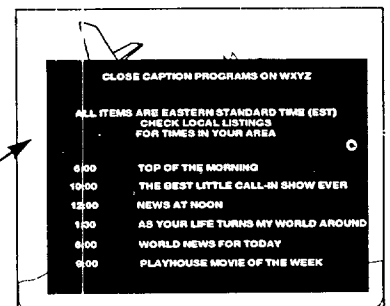 CLOSE CAPTION PROGRAMS ON WXYZ
ALL ITEMS ARE EASTERN STANDARD TIME (EST)
CHECK LOCAL LISTINGS
FOR TIMES IN YOUR AREA
6:00 TOP OF THE MORNING
10:00 THE BEST LITTLE CALL-IN SHOW EVER
12:00 NEWS AT NOON
1:30 AS YOUR LIFE TURNS MY WORLD AROUND
6:00 WORLD NEWS FOR TODAY
9:00 PLAYHOUSE MOVIE OF THE WEEK